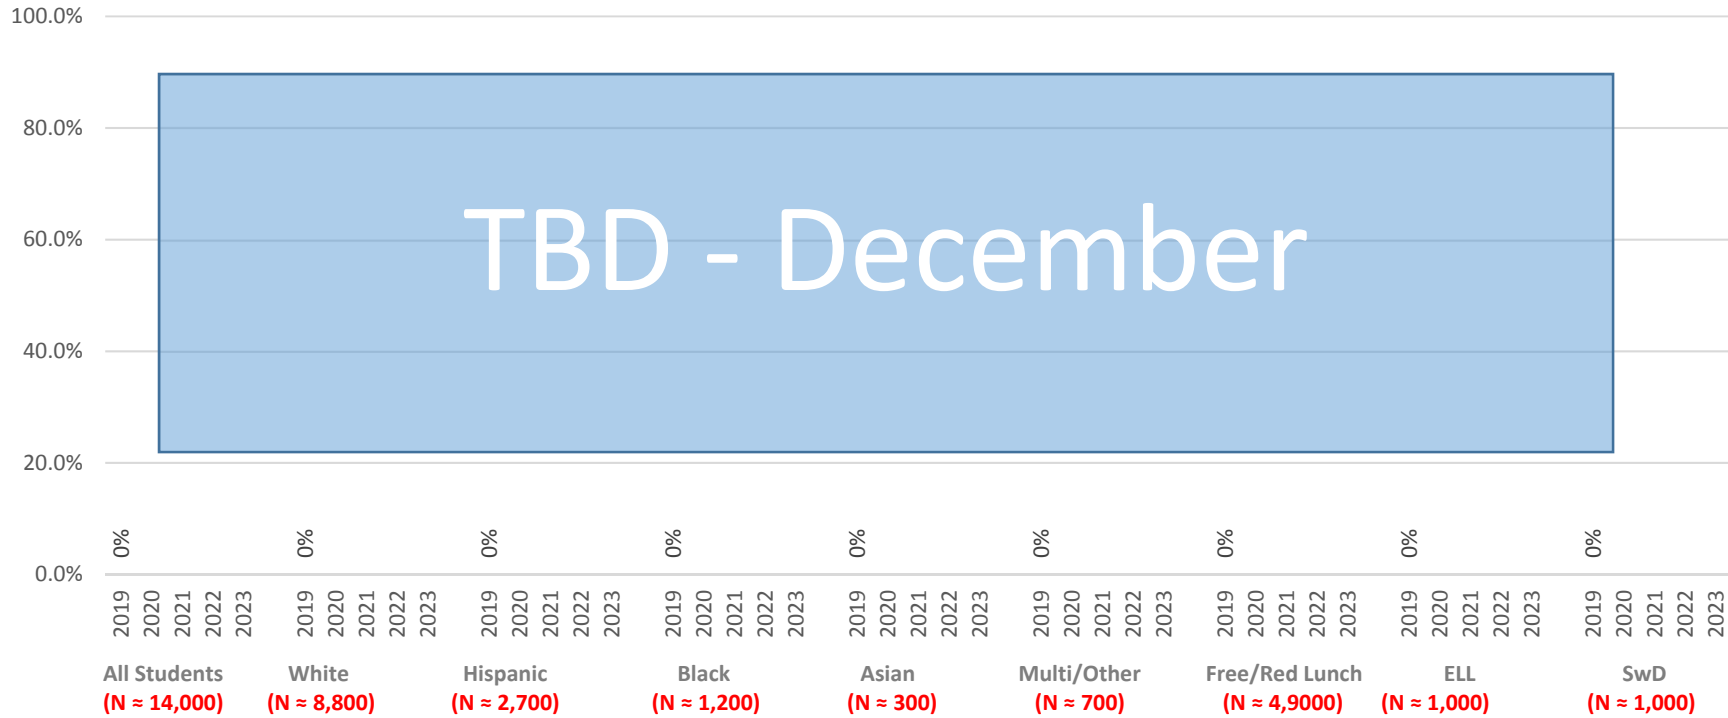 100.0%
80.0%
60.0%
40.0%
20.0%
0.0%
TBD - December
0% 0% 0% 0% 0% 0% 0% 0% 0%
2019 2020 2021 2022 2023 2019 2020 2021 2022 2023 2019 2020 2021 2022 2023 2019 2020 2021 2022 2023 2019 2020 2021 2022 2023 2019 2020 2021 2022 2023 2019 2020 2021 2022 2023 2019 2020 2021 2022 2023 2019 2020 2021 2022 2023
All Students White Hispanic Black Asian Multi/Other Free/Red Lunch ELL SwD
(N ≈ 14,000) (N ≈ 8,800) (N ≈ 2,700) (N ≈ 1,200) (N ≈ 300) (N ≈ 700) (N ≈ 4,9000) (N ≈ 1,000) (N ≈ 1,000)